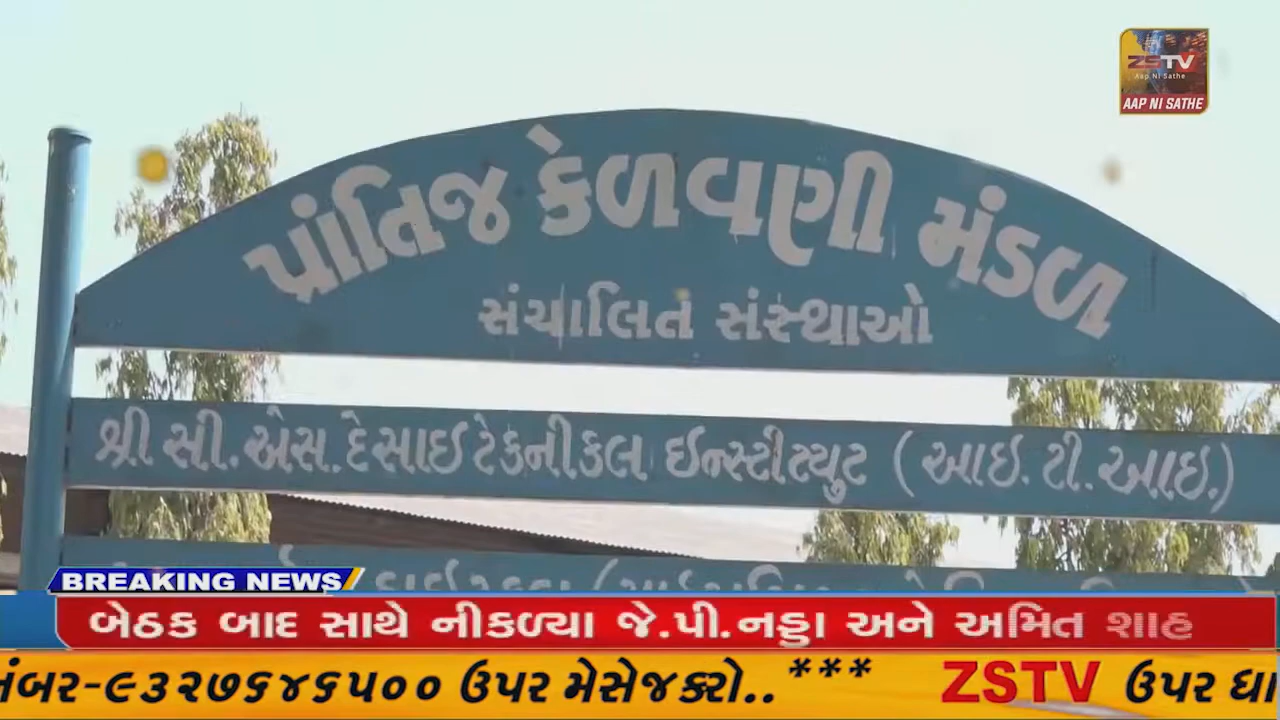 ZSTV
Aap Ni Sathe
AAP NI SATHE
પ્રાંતિજ કેળવણી મંડળ
સંચાલિત સંસ્થાઓ
શ્રી સી. એસ. દેસાઈ ટેકનીકલ ઇન્સ્ટીટ્યુટ (આઇ. ટી. આઇ.)
BREAKING NEWS
બેઠક બાદ સાથે નીકળ્યા જે.પી.નડ્ડા અને અમિત શાહ
નંબર-૯૩૨૭૬૪૬૫૦૦ ઉપર મેસેજ કરો.. *** ZSTV ઉપર ધા